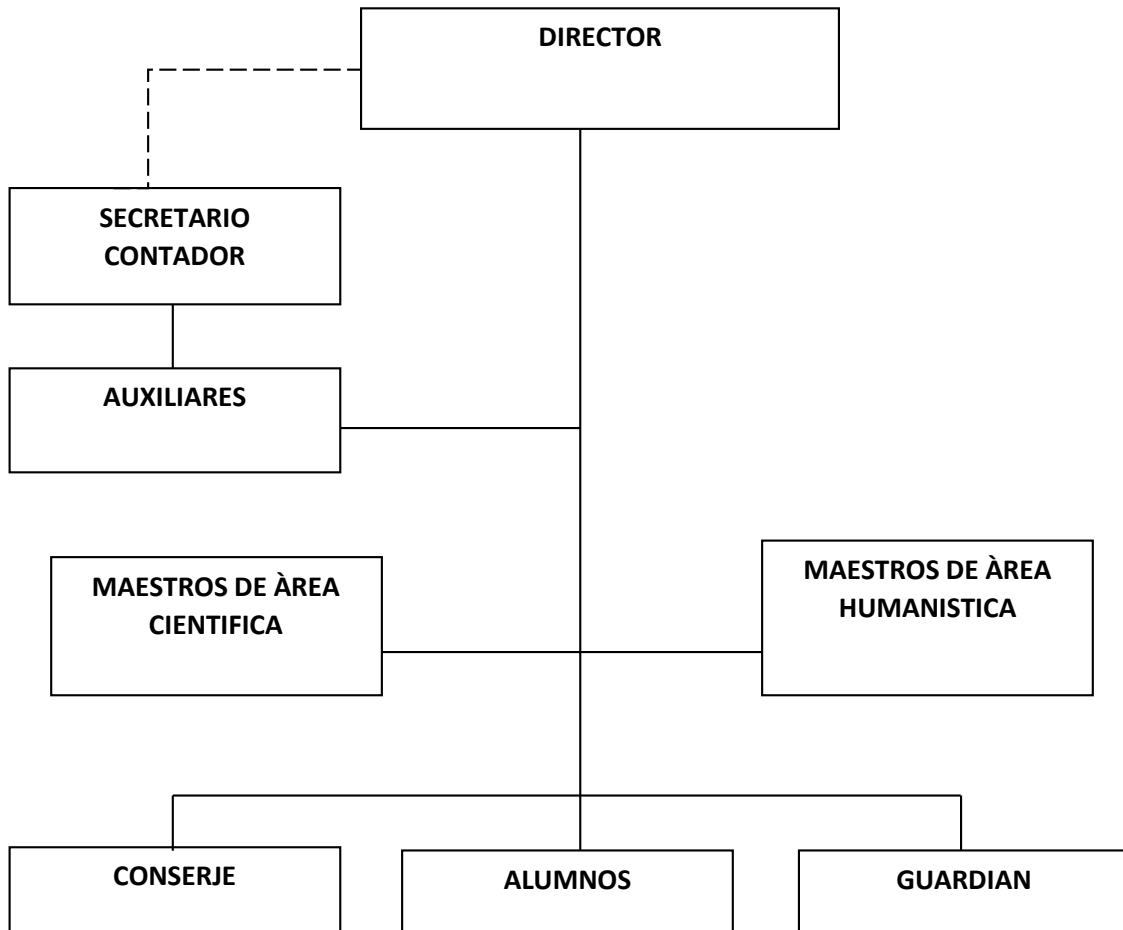 DIRECTOR
SECRETARIO
CONTADOR
AUXILIARES
MAESTROS DE ÀREA
CIENTIFICA
MAESTROS DE ÀREA
HUMANISTICA
CONSERJE
ALUMNOS
GUARDIAN